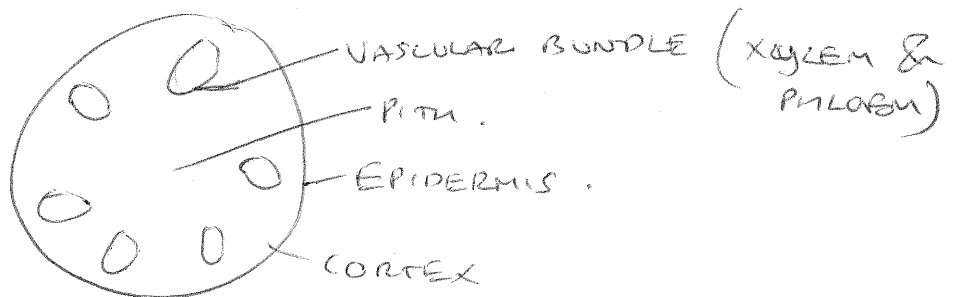 VASCULAR BUNDLE (XYLEM &
PHLOEM)
PITH.
EPIDERMIS.
CORTEX